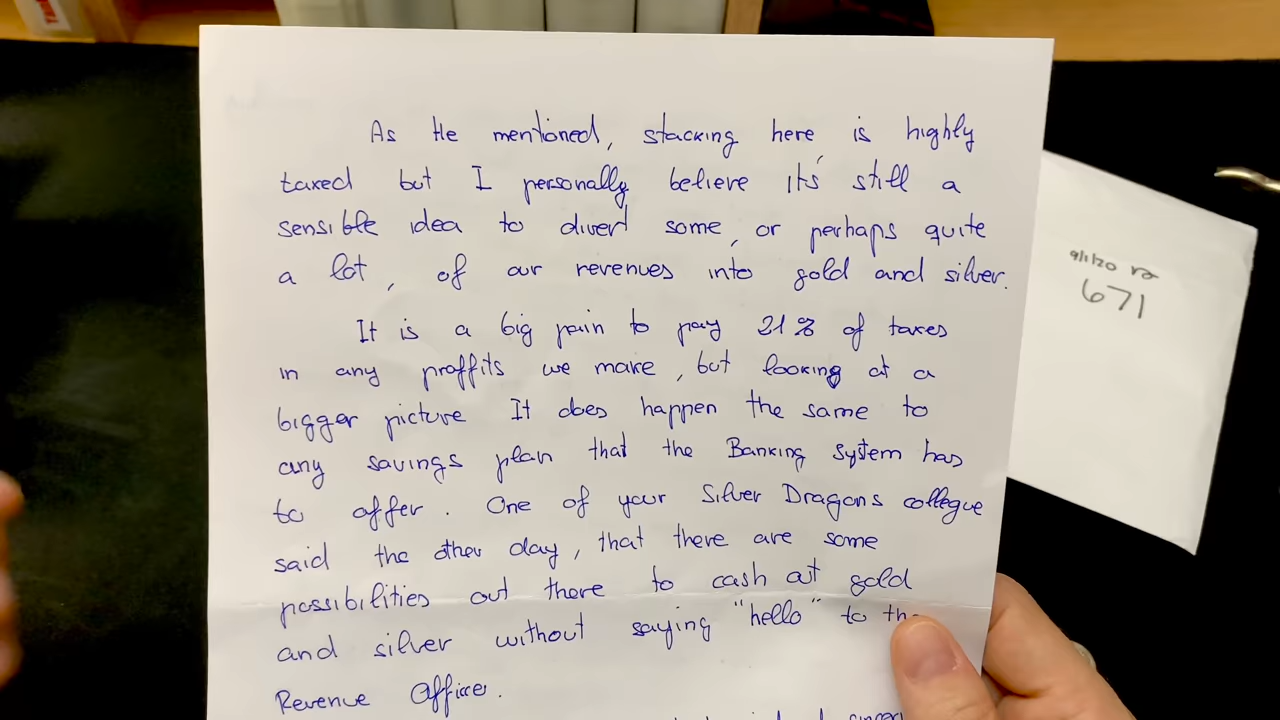 As He mentioned, stacking here is highly
taxed but I personally believe it's still a
sensible idea to divert some, or perhaps quite
a lot, of our revenues into gold and silver.
It is a big pain to pay 21% of taxes
in any proffits we make, but looking at a
bigger picture It does happen the same to
any savings plan that the Banking System has
to offer. One of your Silver Dragons collegue
said the other day, that there are some
possibilities out there to cash at gold
and silver without saying "hello" to the
Revenue Officer.
9/1/20
671